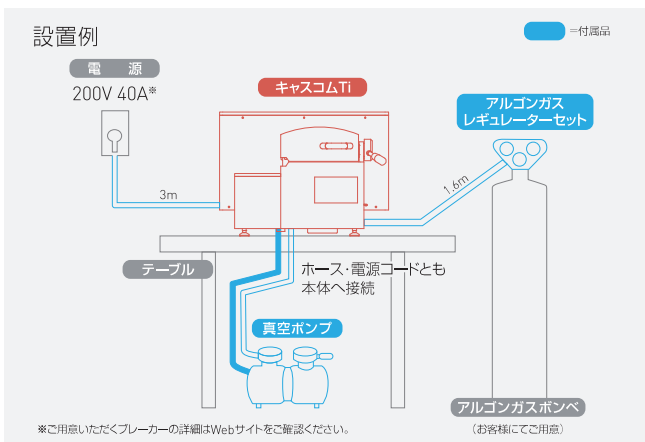 設置例
=付属品
電 源
200V 40A※
キャスコムTi
アルゴンガス
レギュレーターセット
3m
1.6m
テーブル
ホース・電源コードとも
本体へ接続
真空ポンプ
アルゴンガスボンベ
(お客様にてご用意)
※ご用意いただくブレーカーの詳細はWebサイトをご確認ください。